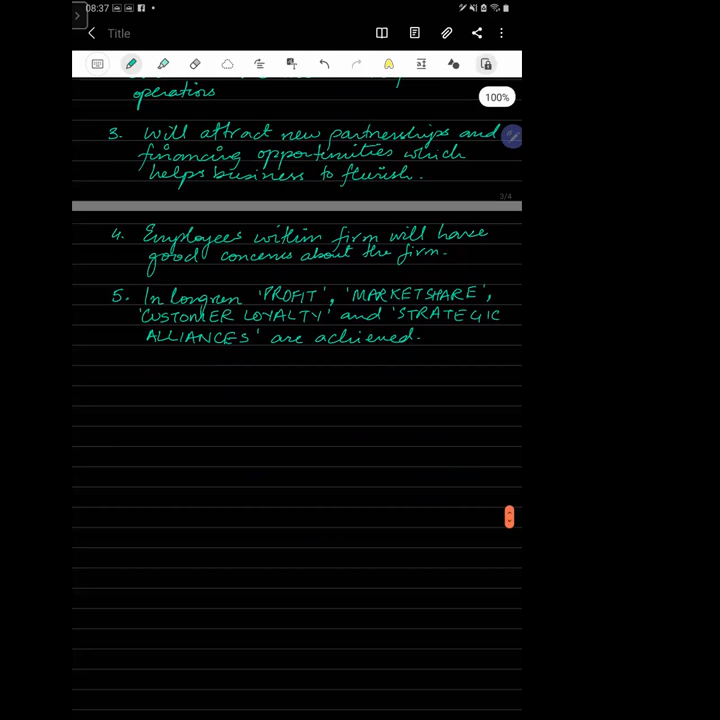 08:37
Title
100%
operations
3. Will attract new partnerships and
financing opportunities which
helps business to flurish.
3/4
4. Employees within firm will have
good concerns about the firm.
5. In longrun 'PROFIT', 'MARKETSHARE',
'CUSTOMER LOYALTY' and 'STRATEGIC
ALLIANCES' are achieved.